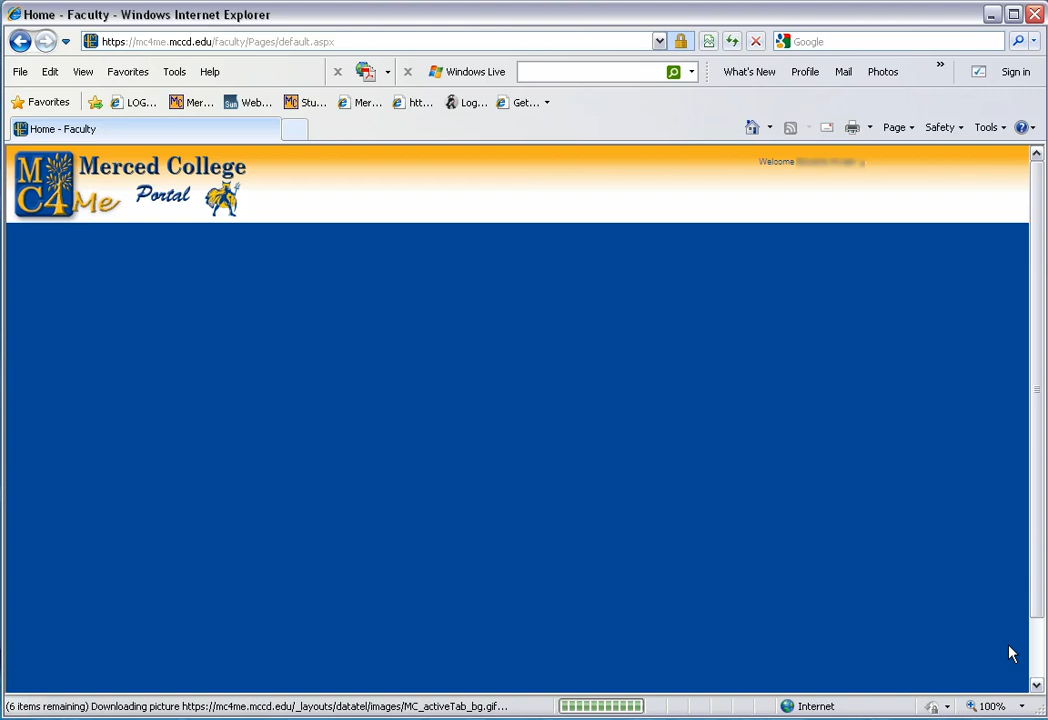 Home - Faculty - Windows Internet Explorer
https://mc4me.mccd.edu/faculty/Pages/default.aspx
Google
File Edit View Favorites Tools Help
Windows Live
What's New Profile Mail Photos » Sign in
Favorites LOG... Mer... Web... Stu... Mer... htt... Log... Get...
Home - Faculty
Page Safety Tools
MC4Me Merced College Portal
Welcome
(6 items remaining) Downloading picture https://mc4me.mccd.edu/_layouts/datatel/images/MC_activeTab_bg.gif...
Internet
100%